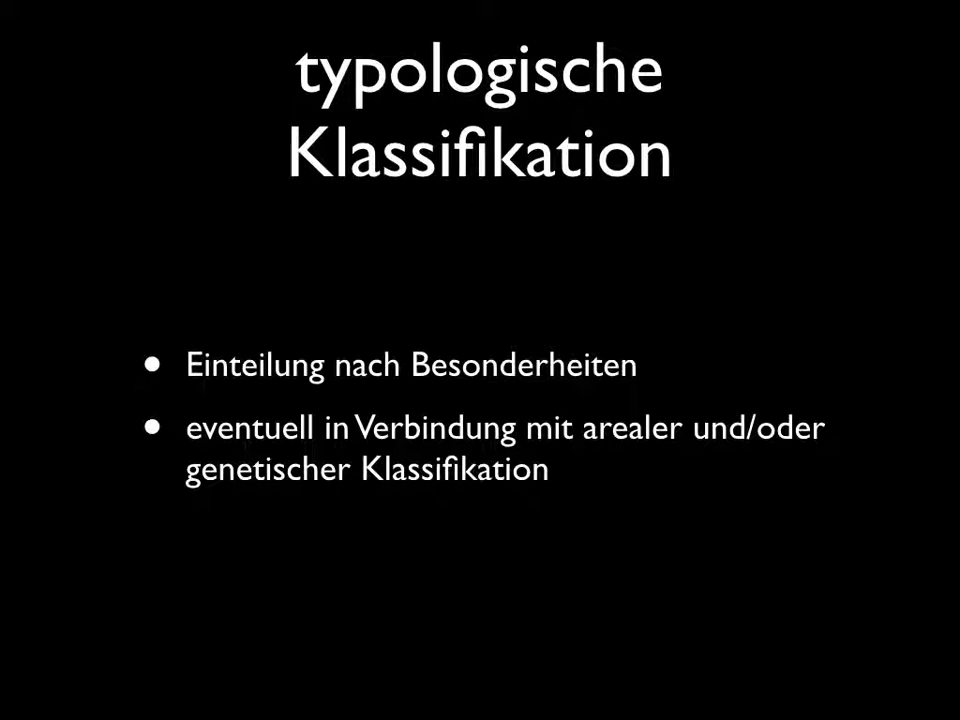 typologische
Klassifikation
• Einteilung nach Besonderheiten
• eventuell in Verbindung mit arealer und/oder
genetischer Klassifikation